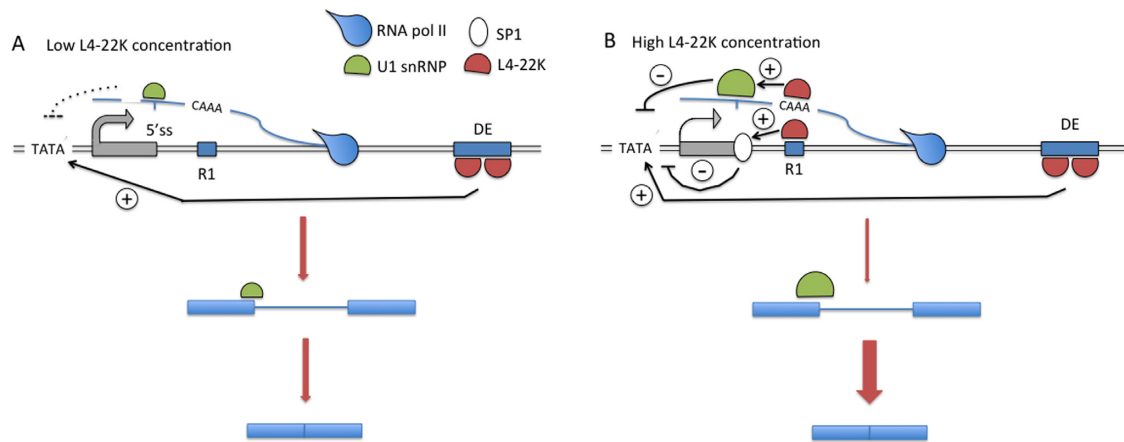 A Low L4-22K concentration
RNA pol II
SP1
U1 snRNP
L4-22K
B High L4-22K concentration
CAAA
5'ss
DE
TATA
R1
+
-
+
CAAA
+
DE
TATA
-
R1
+